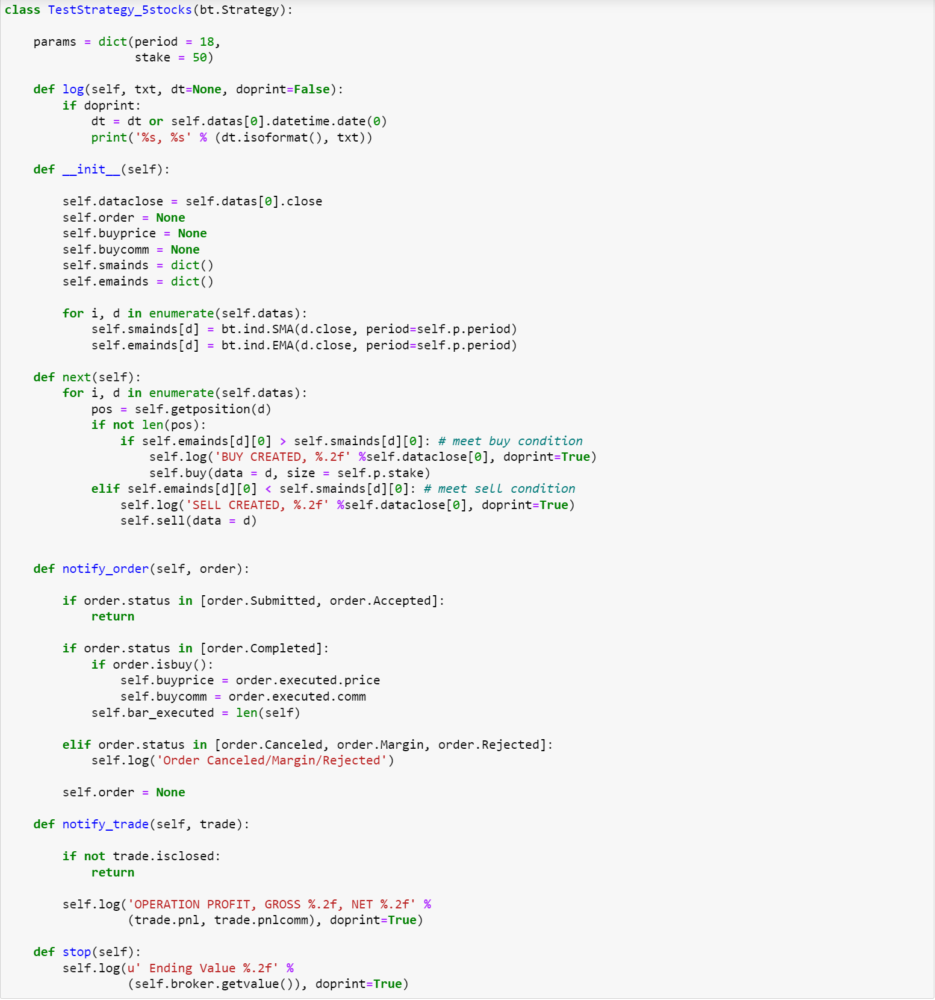 class TestStrategy_5stocks(bt.Strategy):
params = dict(period = 18,
stake = 50)
def log(self, txt, dt=None, doprint=False):
if doprint:
dt = dt or self.datas[0].datetime.date(0)
print('%s, %s' % (dt.isoformat(), txt))
def __init__(self):
self.dataclose = self.datas[0].close
self.order = None
self.buyprice = None
self.buycomm = None
self.smainds = dict()
self.emainds = dict()
for i, d in enumerate(self.datas):
self.smainds[d] = bt.ind.SMA(d.close, period=self.p.period)
self.emainds[d] = bt.ind.EMA(d.close, period=self.p.period)
def next(self):
for i, d in enumerate(self.datas):
pos = self.getposition(d)
if not len(pos):
if self.emainds[d][0] > self.smainds[d][0]: # meet buy condition
self.log('BUY CREATED, %.2f' %self.dataclose[0], doprint=True)
self.buy(data = d, size = self.p.stake)
elif self.emainds[d][0] < self.smainds[d][0]: # meet sell condition
self.log('SELL CREATED, %.2f' %self.dataclose[0], doprint=True)
self.sell(data = d)
def notify_order(self, order):
if order.status in [order.Submitted, order.Accepted]:
return
if order.status in [order.Completed]:
if order.isbuy():
self.buyprice = order.executed.price
self.buycomm = order.executed.comm
self.bar_executed = len(self)
elif order.status in [order.Canceled, order.Margin, order.Rejected]:
self.log('Order Canceled/Margin/Rejected')
self.order = None
def notify_trade(self, trade):
if not trade.isclosed:
return
self.log('OPERATION PROFIT, GROSS %.2f, NET %.2f' %
(trade.pnl, trade.pnlcomm), doprint=True)
def stop(self):
self.log(u' Ending Value %.2f' %
(self.broker.getvalue()), doprint=True)